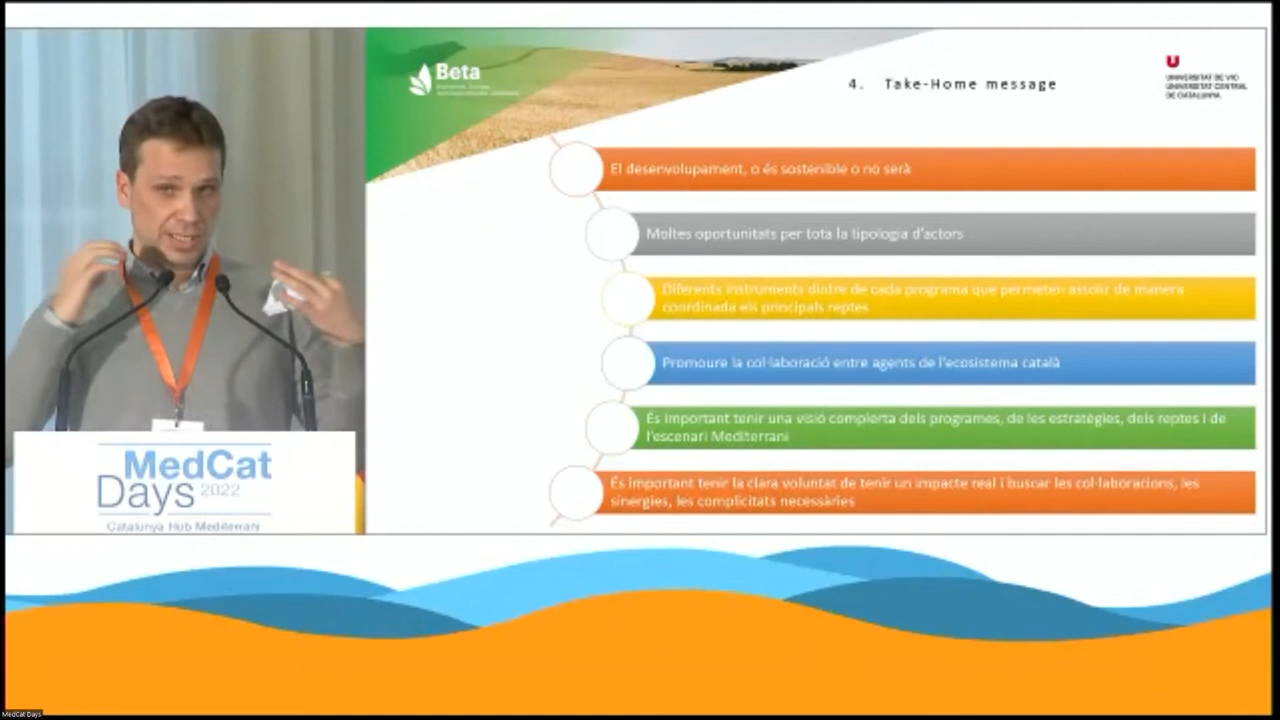 Beta
4. Take-Home message
U
UNIVERSITAT DE VIC
UNIVERSITAT CENTRAL
DE CATALUNYA
El desenvolupament, o és sostenible o no serà
Moltes oportunitats per tota la tipologia d'actors
Diferents instruments dintre de cada programa que permeten assolir de manera
coordinada els principals reptes
Promoure la col·laboració entre agents de l'ecosistema català
És important tenir una visió complerta dels programes, de les estratègies, dels reptes i de
l'escenari Mediterrani
És important tenir la clara voluntat de tenir un impacte real i buscar les col·laboracions, les
sinergies, les complicitats necessàries
MedCat
Days 2022
Catalunya Hub Mediterrani
MedCat Days